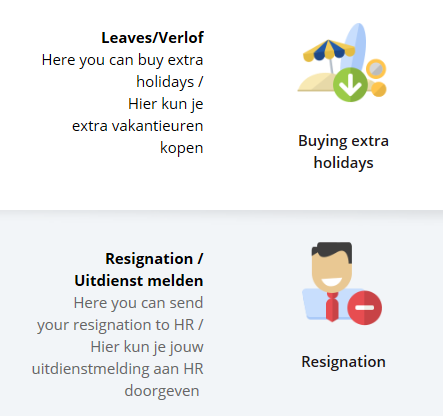 Leaves/Verlof
Here you can buy extra
holidays /
Hier kun je
extra vakantieuren
kopen
Buying extra
holidays
Resignation /
Uitdienst melden
Here you can send
your resignation to HR /
Hier kun je jouw
uitdienstmelding aan HR
doorgeven
Resignation